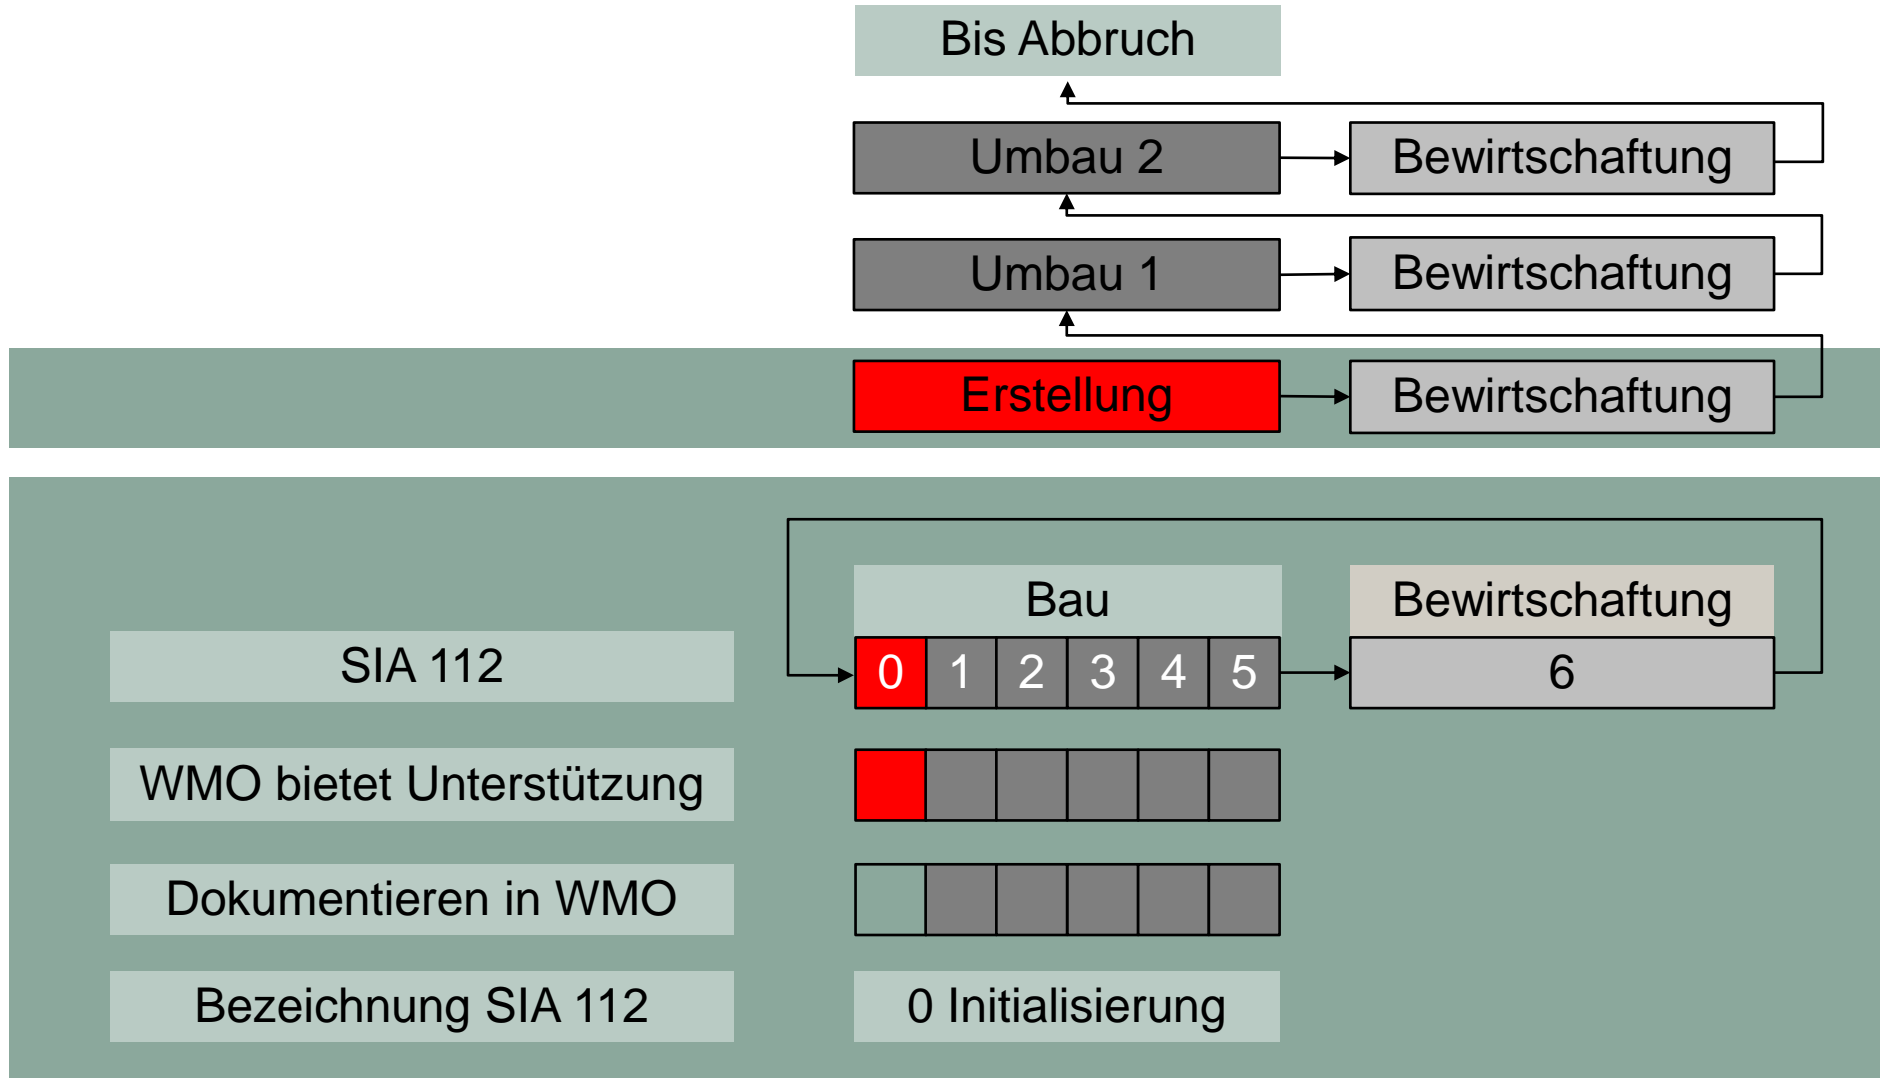 Bis Abbruch
Umbau 2 Bewirtschaftung
Umbau 1 Bewirtschaftung
Erstellung Bewirtschaftung
Bau Bewirtschaftung
SIA 112 0 1 2 3 4 5 6
WMO bietet Unterstützung
Dokumentieren in WMO
Bezeichnung SIA 112 0 Initialisierung